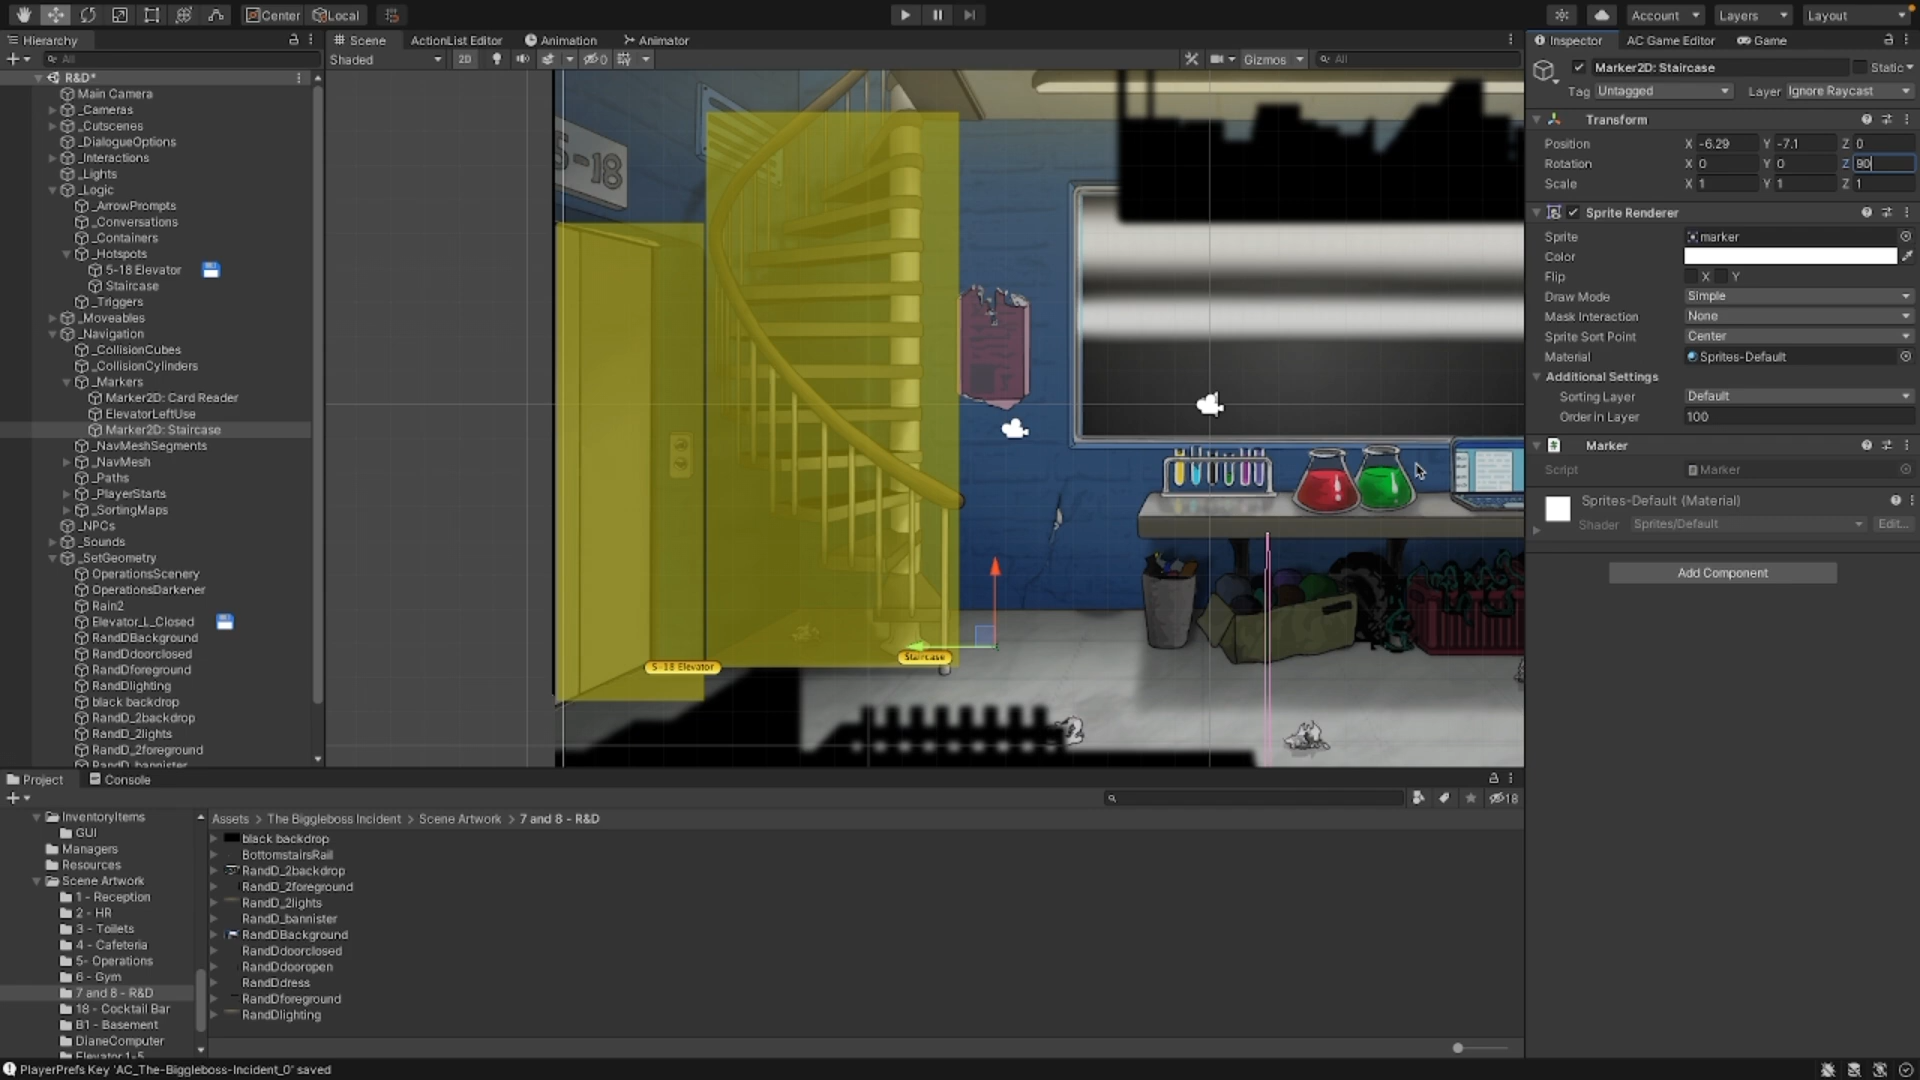 Center
Local
Account
Layers
Layout
Hierarchy
All
R&D*
Main Camera
_Cameras
_Cutscenes
_DialogueOptions
_Interactions
_Lights
_Logic
_ArrowPrompts
_Conversations
_Containers
_Hotspots
5-18 Elevator
Staircase
_Triggers
_Moveables
_Navigation
_CollisionCubes
_CollisionCylinders
_Markers
Marker2D: Card Reader
ElevatorLeftUse
Marker2D: Staircase
_NavMeshSegments
_NavMesh
_Paths
_PlayerStarts
_SortingMaps
_NPCs
_Sounds
_SetGeometry
OperationsScenery
OperationsDarkener
Rain2
Elevator_L_Closed
RandDBackground
RandDdoorclosed
RandDforeground
RandDlighting
black backdrop
RandD_2backdrop
RandD_2lights
RandD_2foreground
RandD_bannister
Scene
ActionList Editor
Animation
Animator
Shaded
2D
0
Gizmos
All
5-18
5-18 Elevator
Staircase
Inspector
AC Game Editor
Game
Marker2D: Staircase
Static
Tag Untagged
Layer Ignore Raycast
Transform
Position X -6.29 Y -7.1 Z 0
Rotation X 0 Y 0 Z 90
Scale X 1 Y 1 Z 1
Sprite Renderer
Sprite marker
Color
Flip X Y
Draw Mode Simple
Mask Interaction None
Sprite Sort Point Center
Material Sprites-Default
Additional Settings
Sorting Layer Default
Order in Layer 100
Marker
Script Marker
Sprites-Default (Material)
Shader Sprites/Default Edit...
Add Component
Project
Console
18
InventoryItems
GUI
Managers
Resources
Scene Artwork
1 - Reception
2 - HR
3 - Toilets
4 - Cafeteria
5- Operations
6 - Gym
7 and 8 - R&D
18 - Cocktail Bar
B1 - Basement
DianeComputer
Elevator 1-5
Assets > The Biggleboss Incident > Scene Artwork > 7 and 8 - R&D
black backdrop
BottomstairsRail
RandD_2backdrop
RandD_2foreground
RandD_2lights
RandD_bannister
RandDBackground
RandDdoorclosed
RandDdooropen
RandDdress
RandDforeground
RandDlighting
PlayerPrefs Key 'AC_The-Biggleboss-Incident_0' saved